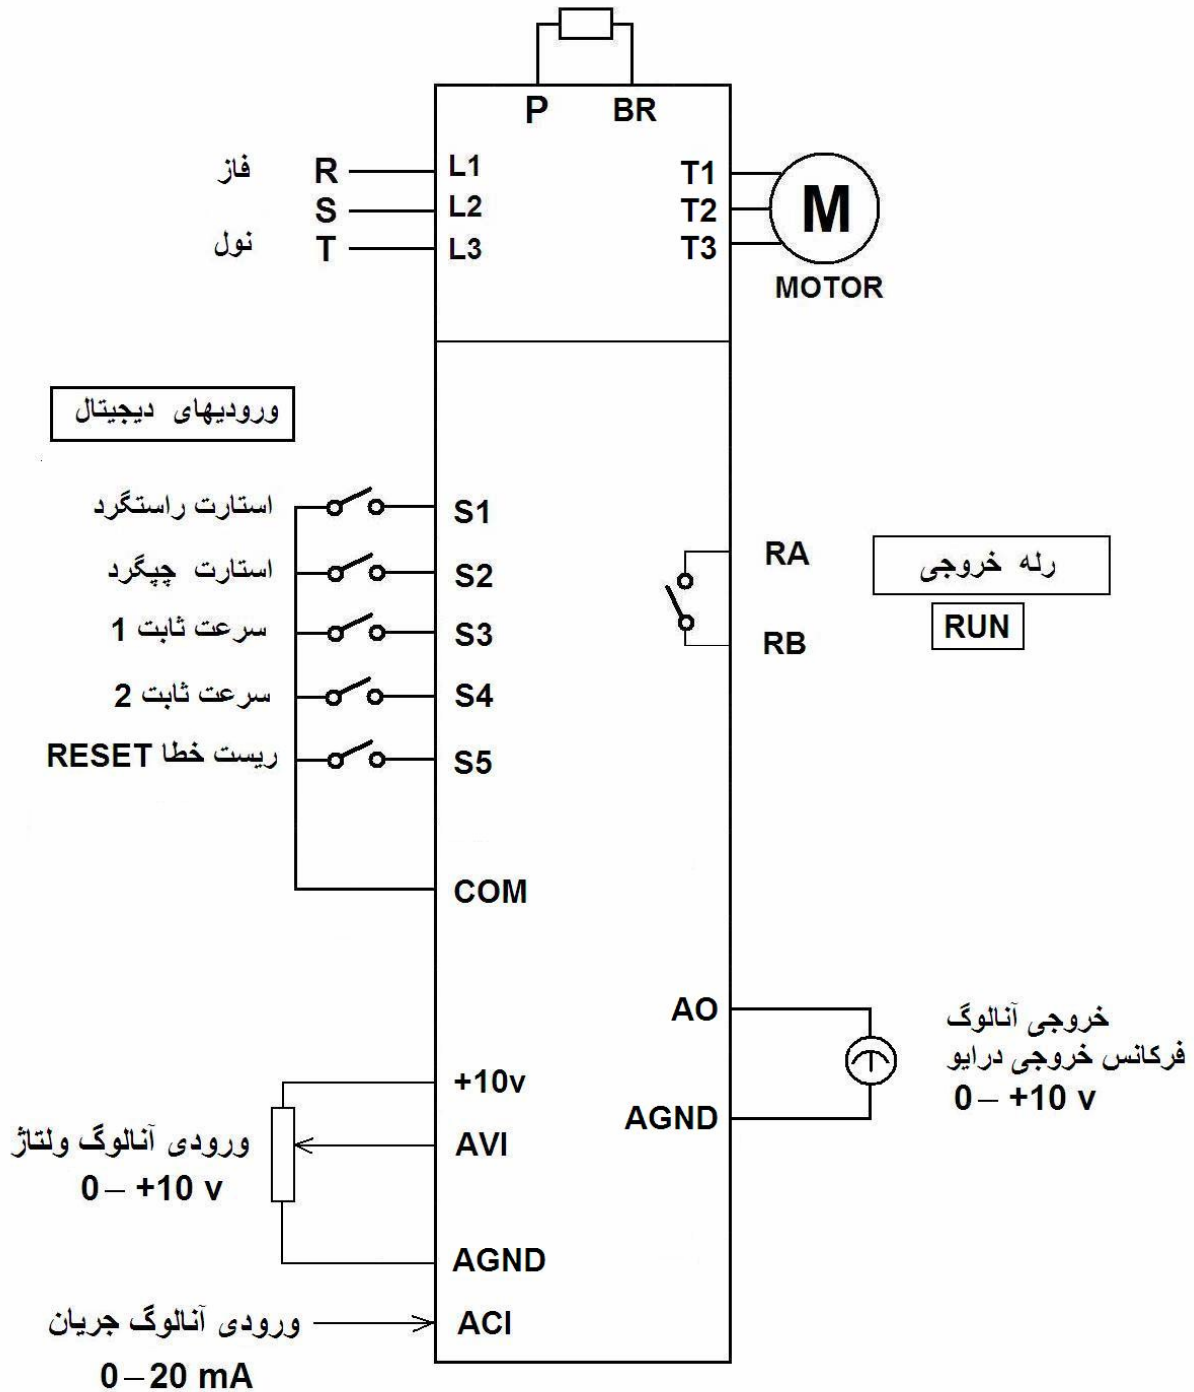 P BR
فاز R L1 T1
S L2 T2
نول T L3 T3
M
MOTOR
ورودیهای دیجیتال
استارت راستگرد S1
استارت چپگرد S2
سرعت ثابت 1 S3
سرعت ثابت 2 S4
ریست خطا RESET S5
COM
RA
رله خروجی
RUN
RB
AO
خروجی آنالوگ
فرکانس خروجی درایو
0– +10 v
AGND
+10v
ورودی آنالوگ ولتاژ AVI
0– +10 v
AGND
ورودی آنالوگ جریان ACI
0–20 mA